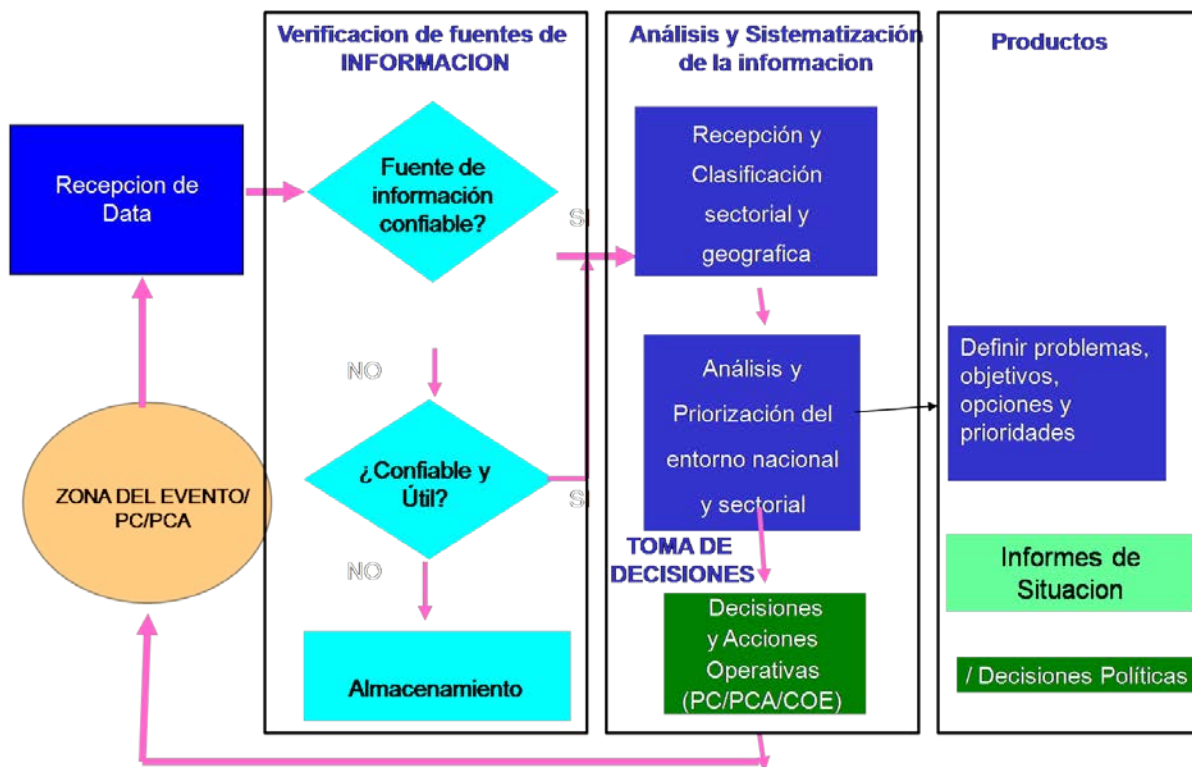 Verificacion de fuentes de
INFORMACION
Análisis y Sistematización
de la informacion
Productos
Recepcion de
Data
Fuente de
información
confiable?
SI
Recepción y
Clasificación
sectorial y
geografica
NO
¿Confiable y
Útil?
SI
NO
Análisis y
Priorización del
entorno nacional
y sectorial
Definir problemas,
objetivos,
opciones y
prioridades
ZONA DEL EVENTO/
PC/PCA
TOMA DE
DECISIONES
Almacenamiento
Decisiones
y Acciones
Operativas
(PC/PCA/COE)
Informes de
Situacion
/ Decisiones Políticas